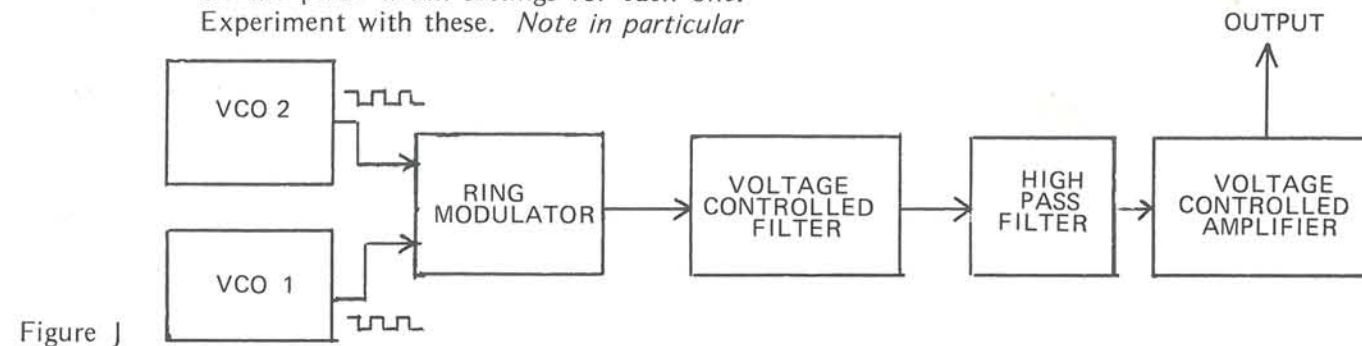 Experiment with these. Note in particular
OUTPUT
VCO 2
RING
MODULATOR
VOLTAGE
CONTROLLED
FILTER
HIGH
PASS
FILTER
VOLTAGE
CONTROLLED
AMPLIFIER
VCO 1
Figure J